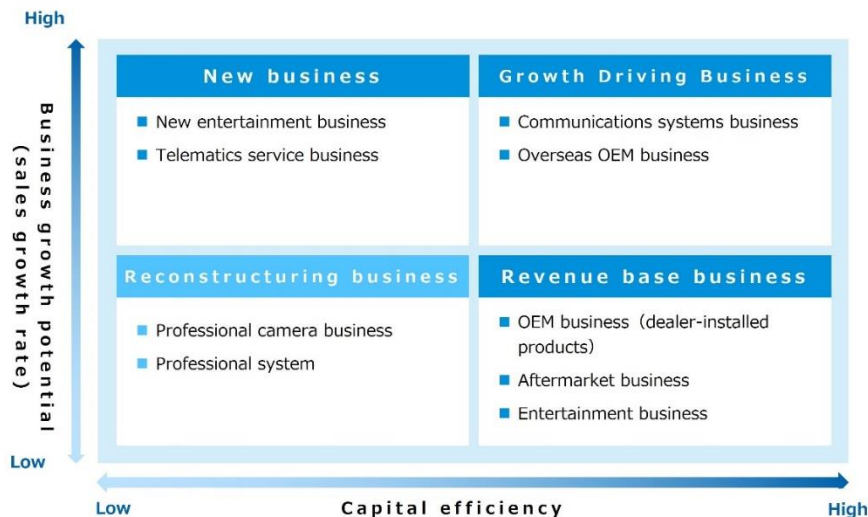 High
Business growth potential
(sales growth rate)
Low
New business
New entertainment business
Telematics service business
Growth Driving Business
Communications systems business
Overseas OEM business
Reconstructuring business
Professional camera business
Professional system
Revenue base business
OEM business（dealer-installed
products）
Aftermarket business
Entertainment business
Low
Capital efficiency
High